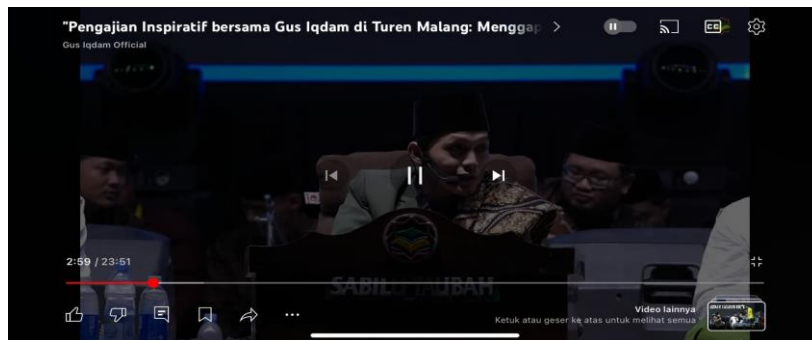 "Pengajian Inspiratif bersama Gus Iqdam di Turen Malang: Menggap
Gus Iqdam Official
CC
2:59 / 23:51
SABILU TAUBAH
Video lainnya
Ketuk atau geser ke atas untuk melihat semua